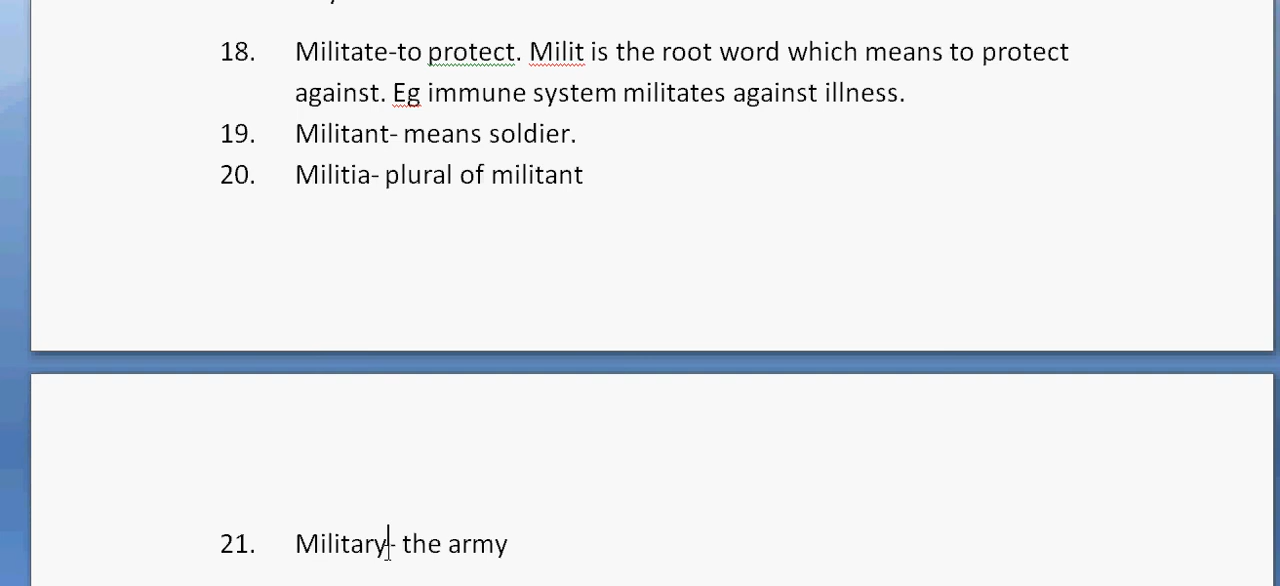 18. Militate-to protect. Milit is the root word which means to protect
against. Eg immune system militates against illness.
19. Militant- means soldier.
20. Militia- plural of militant
21. Military- the army